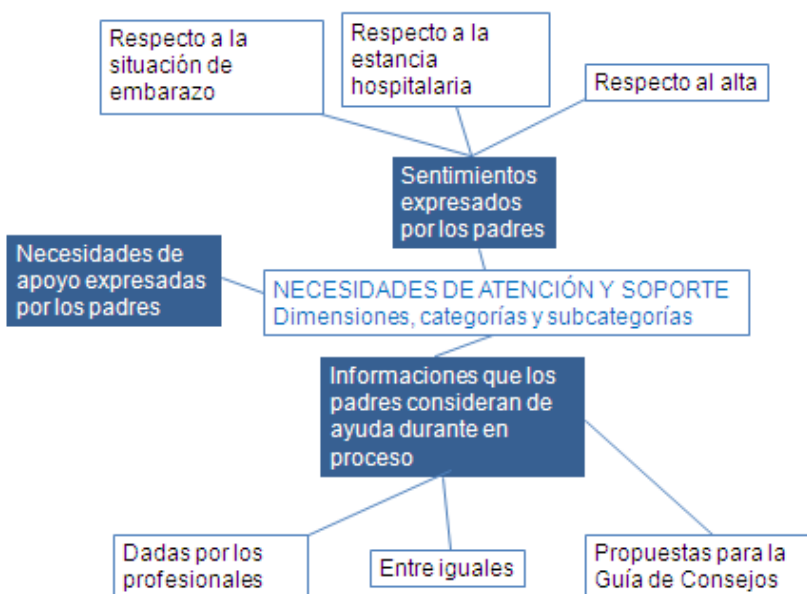 Respecto a la
situación de
embarazo
Respecto a la
estancia
hospitalaria
Respecto al alta
Sentimientos
expresados
por los padres
Necesidades de
apoyo expresadas
por los padres
NECESIDADES DE ATENCIÓN Y SOPORTE
Dimensiones, categorías y subcategorías
Informaciones que los
padres consideran de
ayuda durante en
proceso
Dadas por los
profesionales
Entre iguales
Propuestas para la
Guía de Consejos